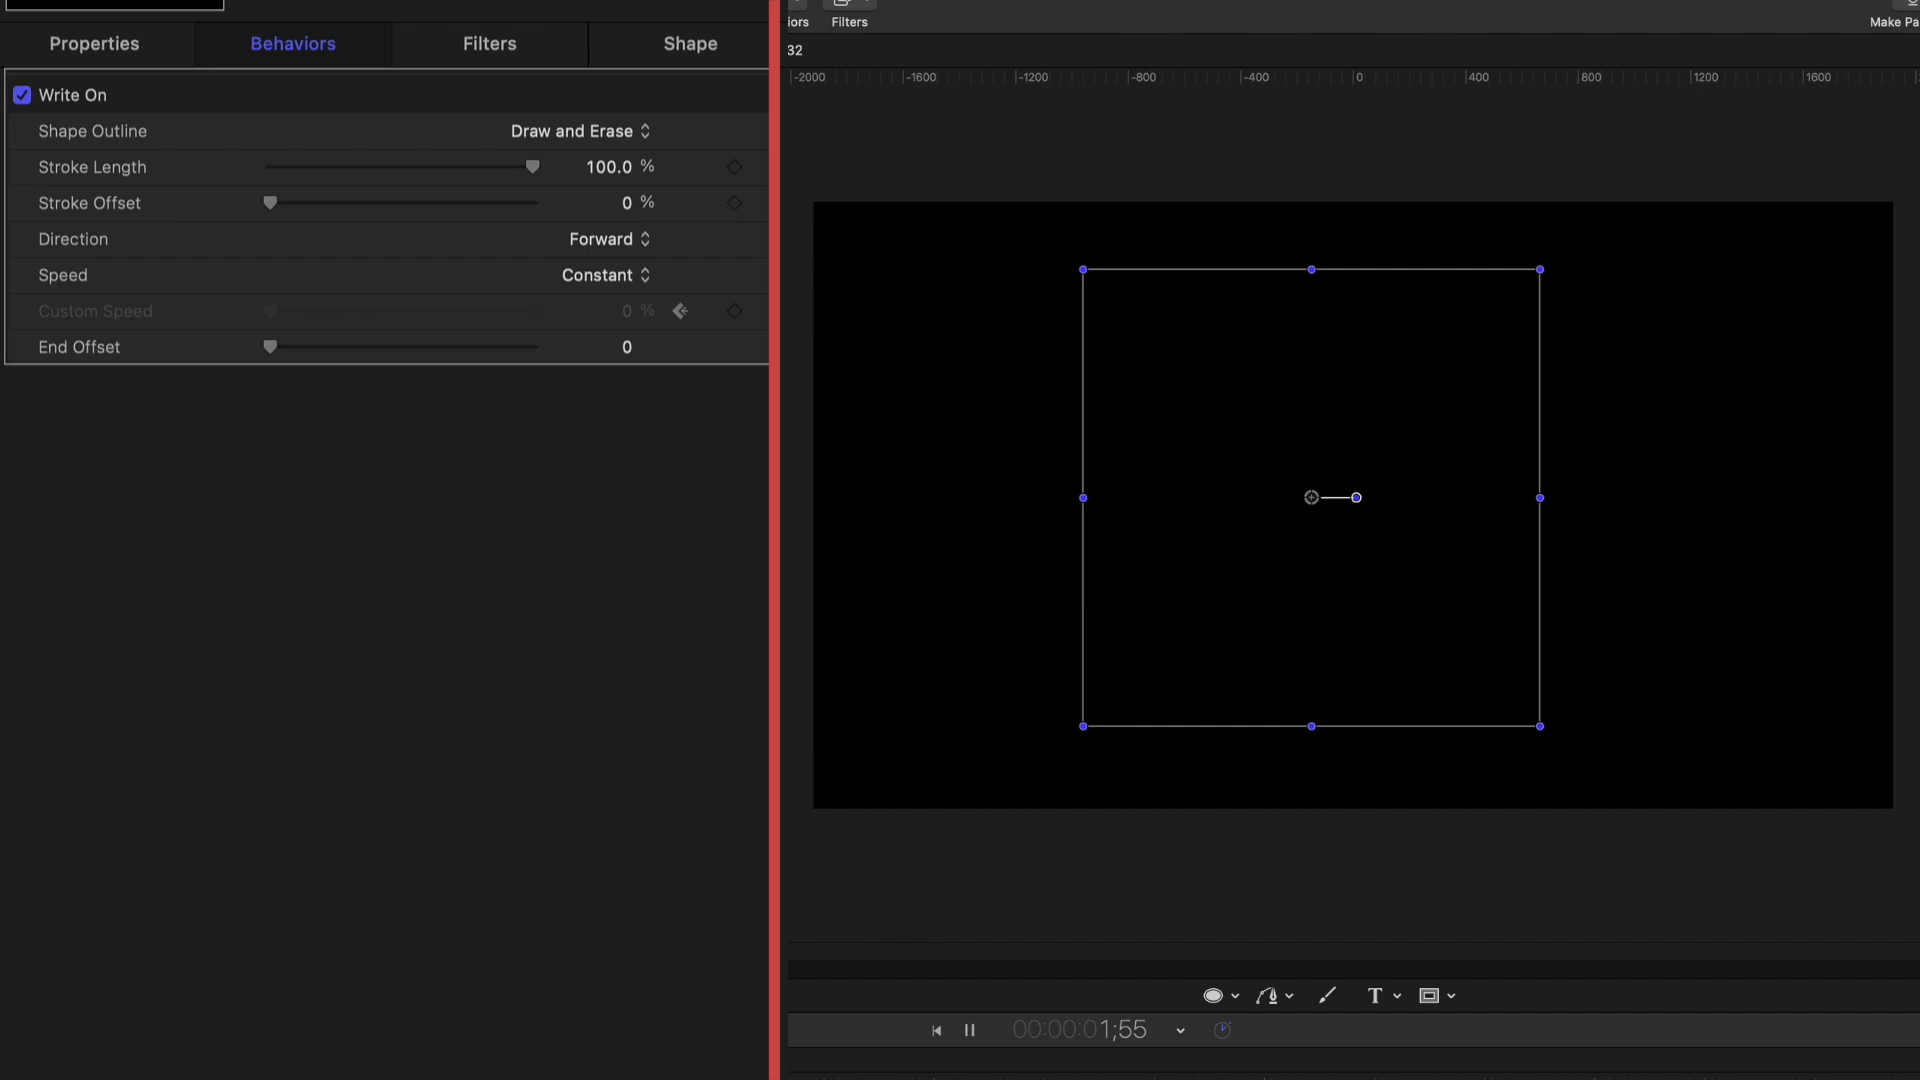 Properties
Behaviors
Filters
Shape
Write On
Shape Outline
Draw and Erase
Stroke Length
100.0 %
Stroke Offset
0 %
Direction
Forward
Speed
Constant
Custom Speed
0 %
End Offset
0
iors
Filters
Make Pa
32
-2000
-1600
-1200
-800
-400
0
400
800
1200
1600
T
00:00:01;55